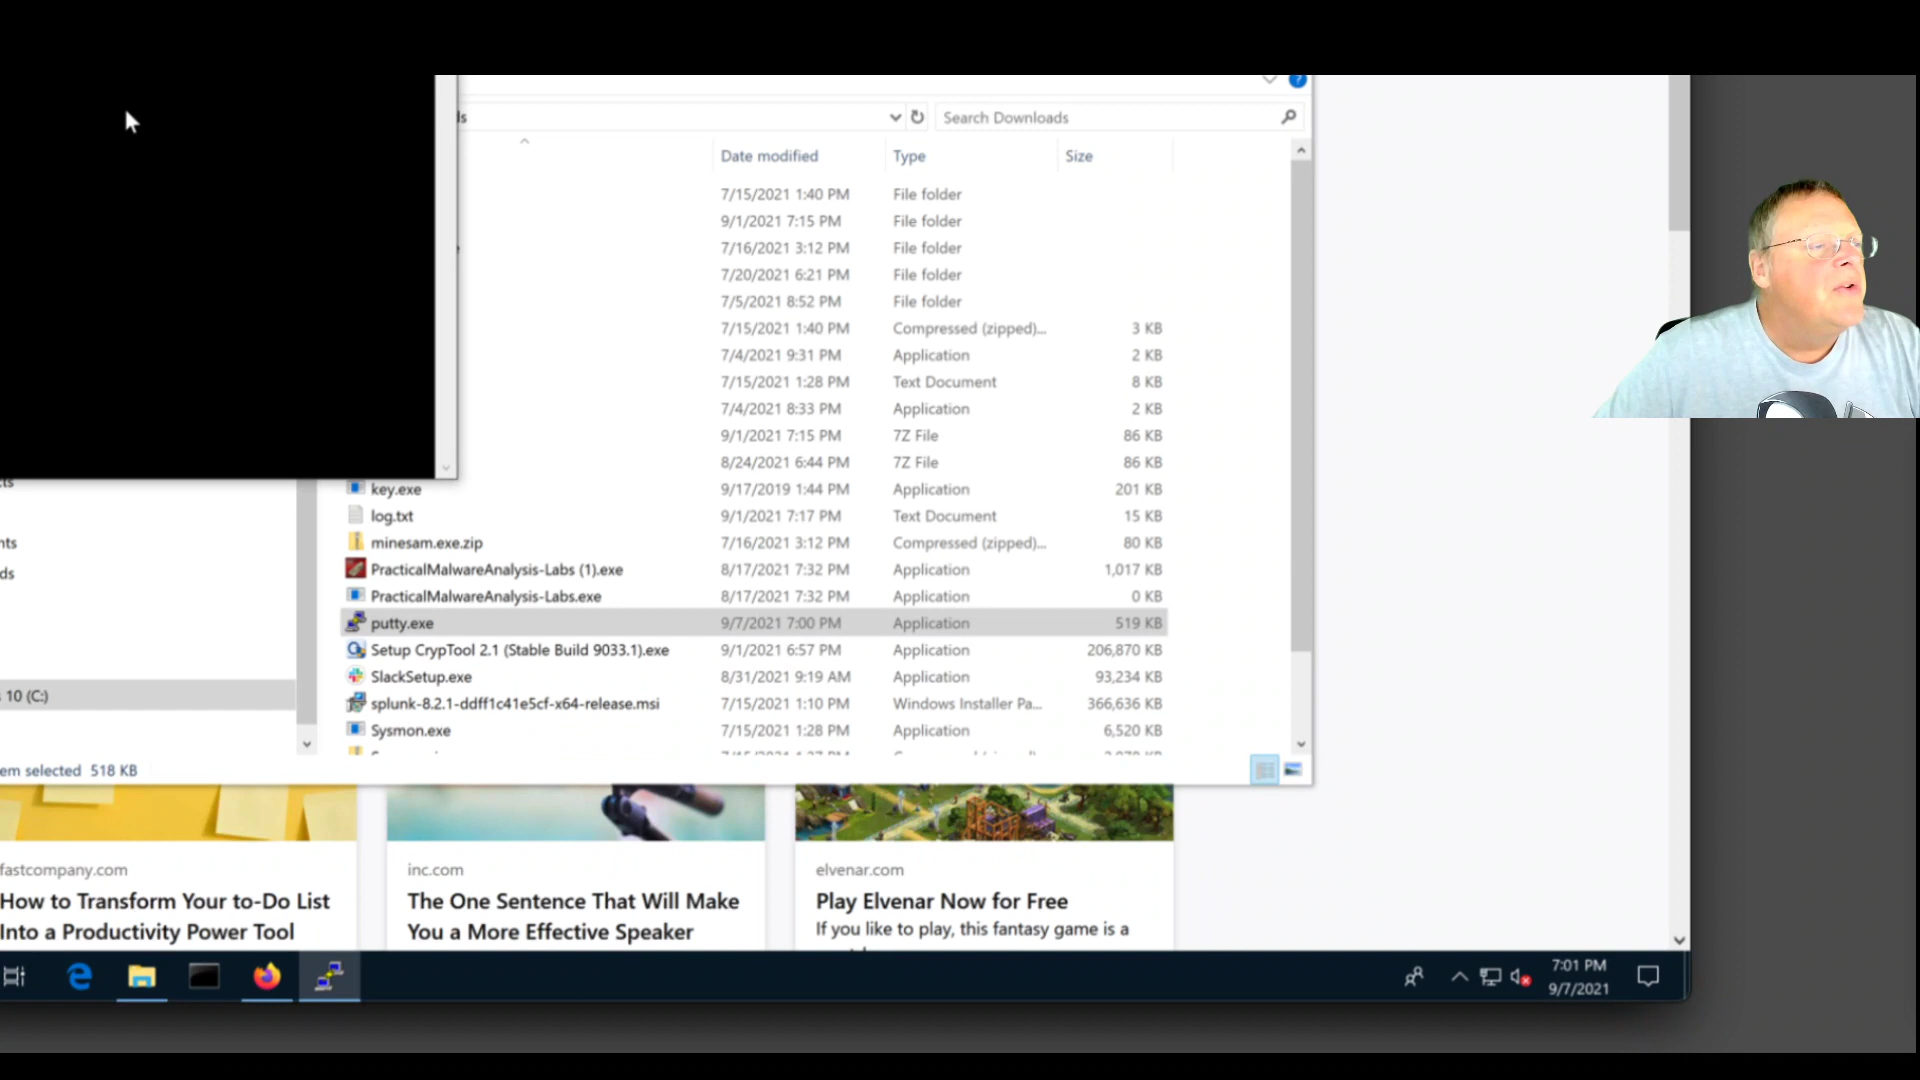 ls
Search Downloads
Date modified Type Size
7/15/2021 1:40 PM File folder
9/1/2021 7:15 PM File folder
7/16/2021 3:12 PM File folder
7/20/2021 6:21 PM File folder
7/5/2021 8:52 PM File folder
7/15/2021 1:40 PM Compressed (zipped)... 3 KB
7/4/2021 9:31 PM Application 2 KB
7/15/2021 1:28 PM Text Document 8 KB
7/4/2021 8:33 PM Application 2 KB
9/1/2021 7:15 PM 7Z File 86 KB
8/24/2021 6:44 PM 7Z File 86 KB
key.exe 9/17/2019 1:44 PM Application 201 KB
log.txt 9/1/2021 7:17 PM Text Document 15 KB
minesam.exe.zip 7/16/2021 3:12 PM Compressed (zipped)... 80 KB
PracticalMalwareAnalysis-Labs (1).exe 8/17/2021 7:32 PM Application 1,017 KB
PracticalMalwareAnalysis-Labs.exe 8/17/2021 7:32 PM Application 0 KB
putty.exe 9/7/2021 7:00 PM Application 519 KB
Setup CrypTool 2.1 (Stable Build 9033.1).exe 9/1/2021 6:57 PM Application 206,870 KB
SlackSetup.exe 8/31/2021 9:19 AM Application 93,234 KB
splunk-8.2.1-ddff1c41e5cf-x64-release.msi 7/15/2021 1:10 PM Windows Installer Pa... 366,636 KB
Sysmon.exe 7/15/2021 1:28 PM Application 6,520 KB
cts
nts
ds
10 (C:)
em selected 518 KB
fastcompany.com
How to Transform Your to-Do List
Into a Productivity Power Tool
inc.com
The One Sentence That Will Make
You a More Effective Speaker
elvenar.com
Play Elvenar Now for Free
If you like to play, this fantasy game is a
7:01 PM
9/7/2021